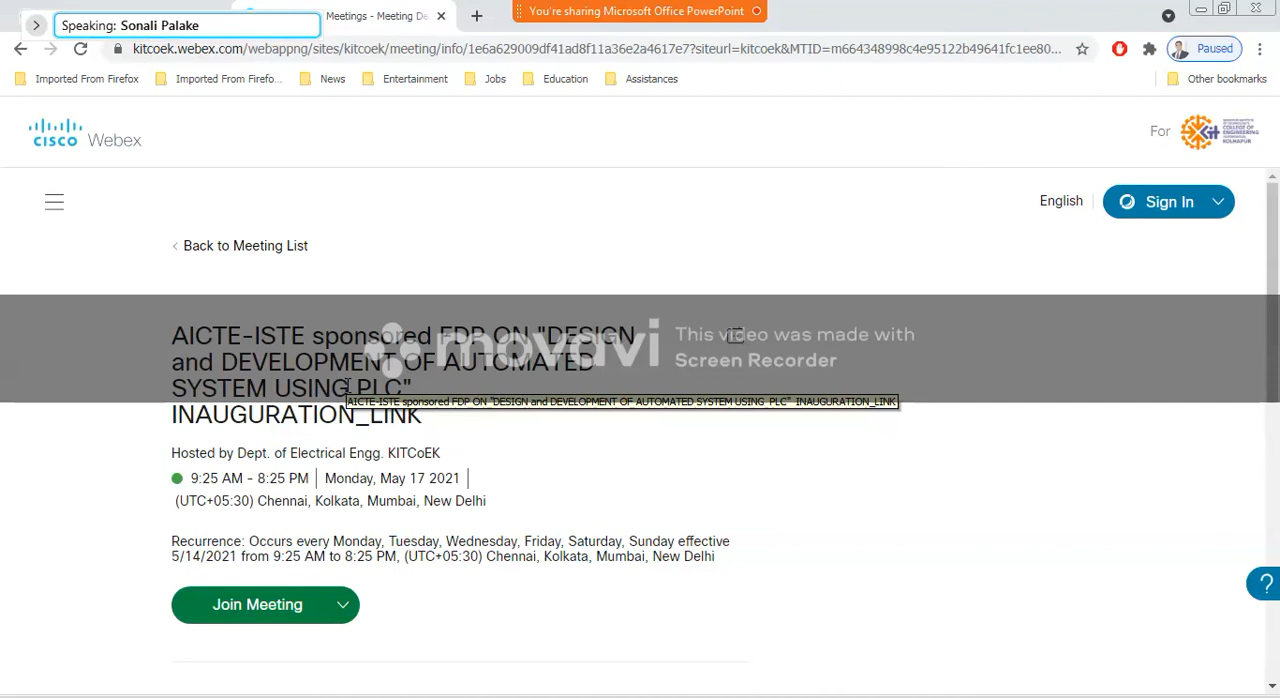 Speaking: Sonali Palake
Meetings - Meeting De
You're sharing Microsoft Office PowerPoint
kitcoek.webex.com/webappng/sites/kitcoek/meeting/info/1e6a629009df41ad8f11a36e2a4617e7?siteurl=kitcoek&MTID=m664348998c4e95122b49641fc1ee80...
Paused
Imported From Firefox
Imported From Firefo...
News
Entertainment
Jobs
Education
Assistances
Other bookmarks
CISCO Webex
For
Kit
COLLEGE OF
ENGINEERING
KOLHAPUR
English
Sign In
Back to Meeting List
AICTE-ISTE sponsored FDP ON "DESIGN
and DEVELOPMENT OF AUTOMATED
SYSTEM USING PLC"
INAUGURATION_LINK
movavi
This video was made with
Screen Recorder
AICTE-ISTE sponsored FDP ON "DESIGN and DEVELOPMENT OF AUTOMATED SYSTEM USING PLC" INAUGURATION_LINK
Hosted by Dept. of Electrical Engg. KITCoEK
9:25 AM - 8:25 PM | Monday, May 17 2021 |
(UTC+05:30) Chennai, Kolkata, Mumbai, New Delhi
Recurrence: Occurs every Monday, Tuesday, Wednesday, Friday, Saturday, Sunday effective
5/14/2021 from 9:25 AM to 8:25 PM, (UTC+05:30) Chennai, Kolkata, Mumbai, New Delhi
Join Meeting
?